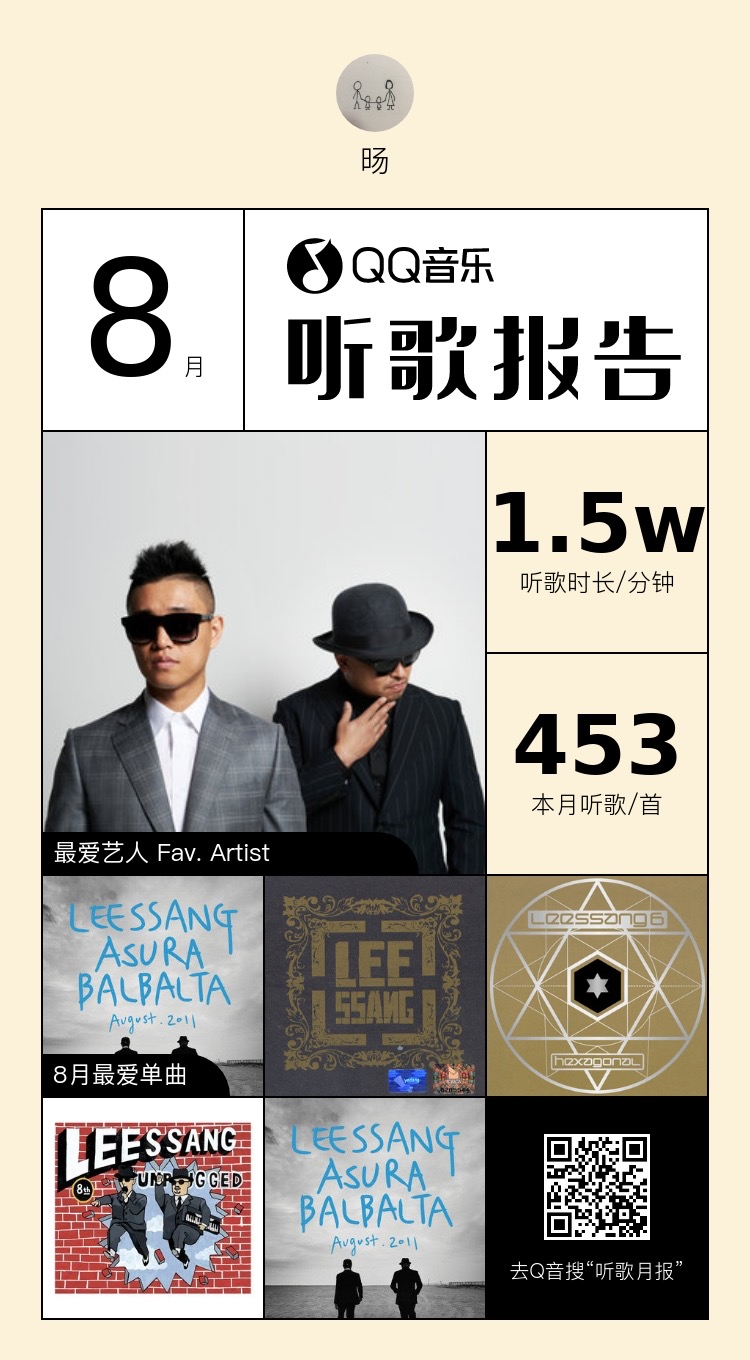 旸
8
月
QQ音乐
听歌报告
1.5w
听歌时长/分钟
453
本月听歌/首
最爱艺人 Fav. Artist
LEESSANG
ASURA
BALBALTA
August.2011
8月最爱单曲
LEE
SSANG
Leessang6
hexagonal
LEESSANG
UNPLUGGED
8th
LEESSANG
ASURA
BALBALTA
August.2011
去Q音搜“听歌月报”